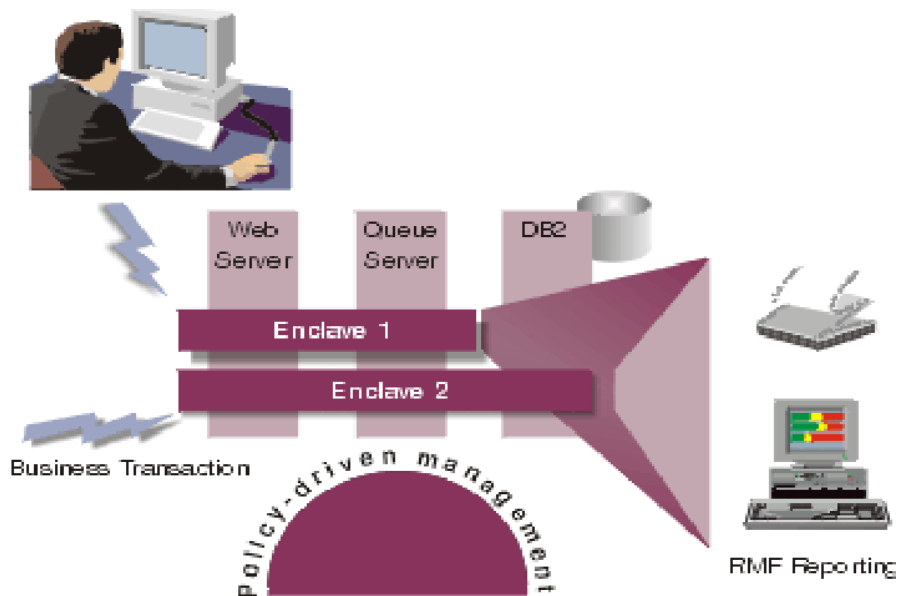 Web
Server
Queue
Server
DB2
Enclave 1
Enclave 2
Business Transaction
Policy-driven management
RMF Reporting